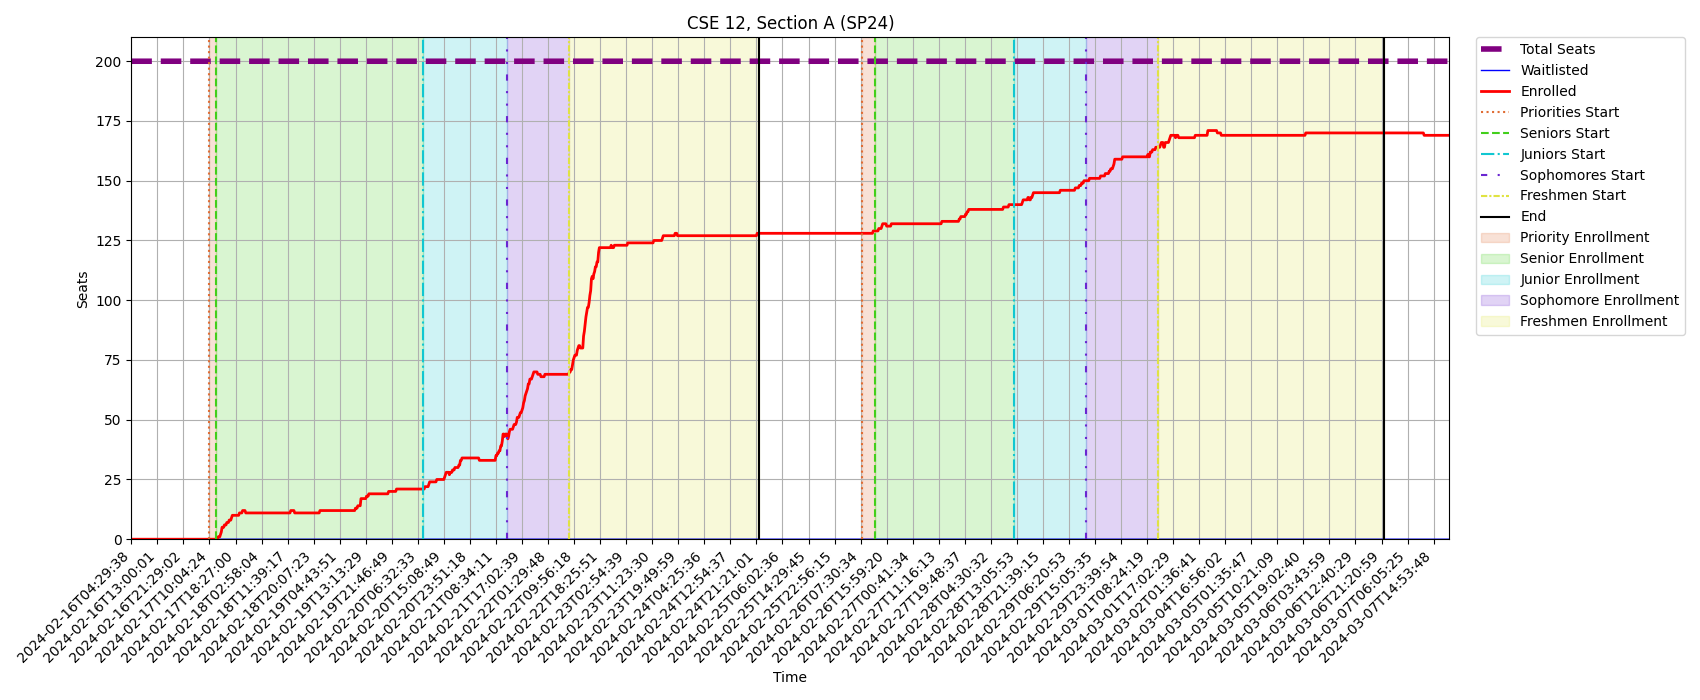 CSE 12, Section A (SP24)
Seats
200
175
150
125
100
75
50
25
0
2024-02-16T04:29:38
2024-02-16T13:00:01
2024-02-16T21:29:02
2024-02-17T10:04:24
2024-02-17T18:27:00
2024-02-18T02:58:04
2024-02-18T11:39:17
2024-02-18T20:07:23
2024-02-19T04:43:51
2024-02-19T13:13:29
2024-02-19T21:46:49
2024-02-20T06:32:33
2024-02-20T15:08:49
2024-02-20T23:51:18
2024-02-21T08:34:11
2024-02-21T17:02:39
2024-02-22T01:29:48
2024-02-22T09:56:18
2024-02-22T18:25:51
2024-02-23T02:54:39
2024-02-23T11:23:30
2024-02-23T19:49:59
2024-02-24T04:25:36
2024-02-24T12:54:37
2024-02-24T21:21:01
2024-02-25T06:02:36
2024-02-25T14:29:45
2024-02-25T22:56:15
2024-02-26T07:30:34
2024-02-26T15:59:20
2024-02-27T00:41:34
2024-02-27T11:16:13
2024-02-27T19:48:37
2024-02-28T04:30:32
2024-02-28T13:05:53
2024-02-28T21:39:15
2024-02-29T06:20:53
2024-02-29T15:05:35
2024-02-29T23:39:54
2024-03-01T08:24:19
2024-03-01T17:02:29
2024-03-02T01:36:41
2024-03-04T16:56:02
2024-03-05T01:35:47
2024-03-05T10:21:09
2024-03-05T19:02:40
2024-03-06T03:43:59
2024-03-06T12:40:29
2024-03-06T21:20:59
2024-03-07T06:05:25
2024-03-07T14:53:48
Time
Total Seats
Waitlisted
Enrolled
Priorities Start
Seniors Start
Juniors Start
Sophomores Start
Freshmen Start
End
Priority Enrollment
Senior Enrollment
Junior Enrollment
Sophomore Enrollment
Freshmen Enrollment